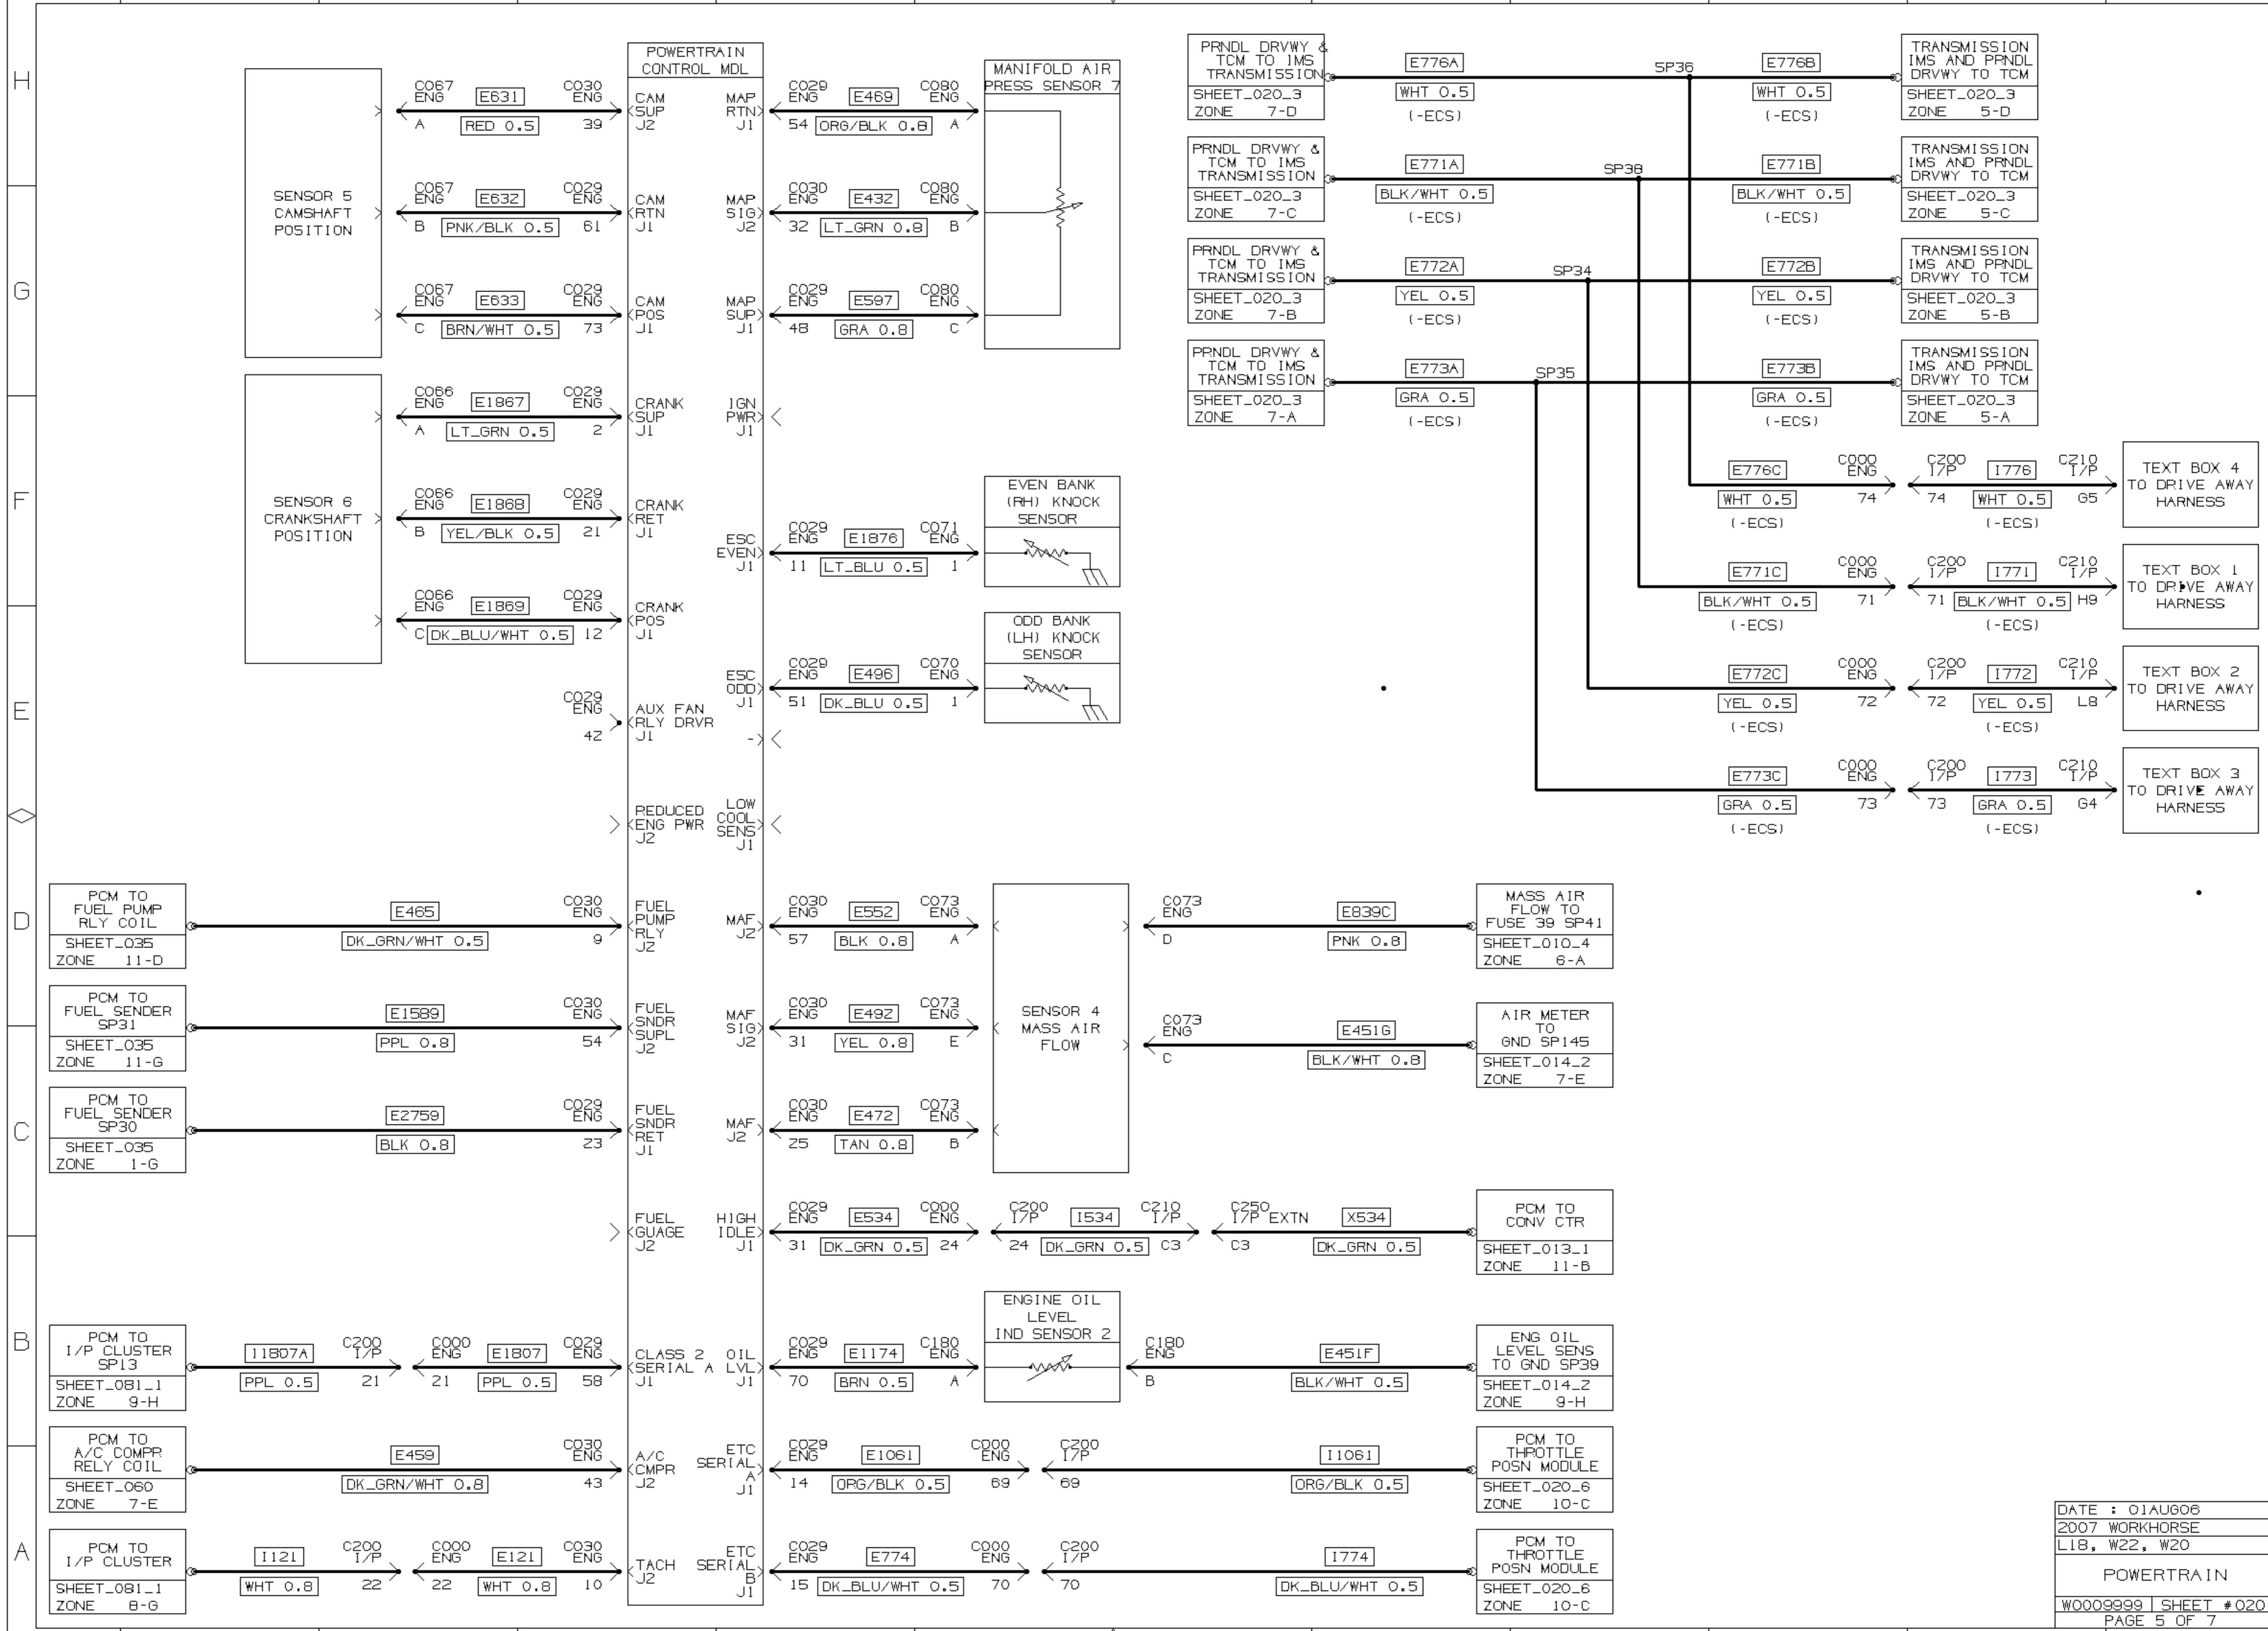 H
G
F
E
D
C
B
A
POWERTRAIN
CONTROL MDL
SENSOR 5
CAMSHAFT
POSITION
C067
ENG
E631
C030
ENG
A
RED 0.5
39
CAM
SUP
J2
C067
ENG
E632
C029
ENG
B
PNK/BLK 0.5
61
CAM
RTN
J1
C067
ENG
E633
C029
ENG
C
BRN/WHT 0.5
73
CAM
POS
J1
SENSOR 6
CRANKSHAFT
POSITION
C066
ENG
E1867
C029
ENG
A
LT_GRN 0.5
2
CRANK
SUP
J1
C066
ENG
E1868
C029
ENG
B
YEL/BLK 0.5
21
CRANK
RET
J1
C066
ENG
E1869
C029
ENG
C
DK_BLU/WHT 0.5
12
CRANK
POS
J1
C029
ENG
42
AUX FAN
RLY DRVR
J1
REDUCED
ENG PWR
J2
PCM TO
FUEL PUMP
RLY COIL
SHEET_035
ZONE 11-D
E465
DK_GRN/WHT 0.5
C030
ENG
9
FUEL
PUMP
RLY
J2
PCM TO
FUEL SENDER
SP31
SHEET_035
ZONE 11-G
E1589
PPL 0.8
C030
ENG
54
FUEL
SNDR
SUPL
J2
PCM TO
FUEL SENDER
SP30
SHEET_035
ZONE 1-G
E2759
BLK 0.8
C029
ENG
23
FUEL
SNDR
RET
J1
FUEL
GUAGE
J2
PCM TO
I/P CLUSTER
SP13
SHEET_081_1
ZONE 9-H
I1807A
PPL 0.5
C200
I/P
21
C000
ENG
21
E1807
PPL 0.5
C029
ENG
58
CLASS 2
SERIAL A
J1
PCM TO
A/C COMPR
RELY COIL
SHEET_060
ZONE 7-E
E459
DK_GRN/WHT 0.8
C030
ENG
43
A/C
CMPR
J2
PCM TO
I/P CLUSTER
SHEET_081_1
ZONE 8-G
I121
WHT 0.8
C200
I/P
22
C000
ENG
22
E121
WHT 0.8
C030
ENG
10
TACH
J2
MAP
RTN
J1
C029
ENG
54
E469
ORG/BLK 0.8
C080
ENG
A
MANIFOLD AIR
PRESS SENSOR 7
MAP
SIG
J2
C030
ENG
32
E432
LT_GRN 0.8
C080
ENG
B
MAP
SUP
J1
C029
ENG
48
E597
GRA 0.8
C080
ENG
C
IGN
PWR
J1
ESC
EVEN
J1
C029
ENG
11
E1876
LT_BLU 0.5
C071
ENG
1
EVEN BANK
(RH) KNOCK
SENSOR
ESC
ODD
J1
C029
ENG
51
E496
DK_BLU 0.5
C070
ENG
1
ODD BANK
(LH) KNOCK
SENSOR
-
LOW
COOL
SENS
J1
MAF
J2
C030
ENG
57
E552
BLK 0.8
C073
ENG
A
MAF
SIG
J2
C030
ENG
31
E492
YEL 0.8
C073
ENG
E
MAF
J2
C030
ENG
25
E472
TAN 0.8
C073
ENG
B
SENSOR 4
MASS AIR
FLOW
C073
ENG
D
E839C
PNK 0.8
MASS AIR
FLOW TO
FUSE 39 SP41
SHEET_010_4
ZONE 6-A
C073
ENG
C
E451G
BLK/WHT 0.8
AIR METER
TO
GND SP145
SHEET_014_2
ZONE 7-E
HIGH
IDLE
J1
C029
ENG
31
E534
DK_GRN 0.5
C000
ENG
24
C200
I/P
24
I534
DK_GRN 0.5
C210
I/P
C3
C250
I/P EXTN
C3
X534
DK_GRN 0.5
PCM TO
CONV CTR
SHEET_013_1
ZONE 11-B
OIL
LVL
J1
C029
ENG
70
E1174
BRN 0.5
C180
ENG
A
ENGINE OIL
LEVEL
IND SENSOR 2
C180
ENG
B
E451F
BLK/WHT 0.5
ENG OIL
LEVEL SENS
TO GND SP39
SHEET_014_2
ZONE 9-H
ETC
SERIAL
A
J1
C029
ENG
14
E1061
ORG/BLK 0.5
C000
ENG
69
C200
I/P
69
I1061
ORG/BLK 0.5
PCM TO
THROTTLE
POSN MODULE
SHEET_020_6
ZONE 10-C
ETC
SERIAL
B
J1
C029
ENG
15
E774
DK_BLU/WHT 0.5
C000
ENG
70
C200
I/P
70
I774
DK_BLU/WHT 0.5
PCM TO
THROTTLE
POSN MODULE
SHEET_020_6
ZONE 10-C
PRNDL DRVWY &
TCM TO IMS
TRANSMISSION
SHEET_020_3
ZONE 7-D
E776A
WHT 0.5
(-ECS)
SP36
E776B
WHT 0.5
(-ECS)
TRANSMISSION
IMS AND PRNDL
DRVWY TO TCM
SHEET_020_3
ZONE 5-D
PRNDL DRVWY &
TCM TO IMS
TRANSMISSION
SHEET_020_3
ZONE 7-C
E771A
BLK/WHT 0.5
(-ECS)
SP38
E771B
BLK/WHT 0.5
(-ECS)
TRANSMISSION
IMS AND PRNDL
DRVWY TO TCM
SHEET_020_3
ZONE 5-C
PRNDL DRVWY &
TCM TO IMS
TRANSMISSION
SHEET_020_3
ZONE 7-B
E772A
YEL 0.5
(-ECS)
SP34
E772B
YEL 0.5
(-ECS)
TRANSMISSION
IMS AND PRNDL
DRVWY TO TCM
SHEET_020_3
ZONE 5-B
PRNDL DRVWY &
TCM TO IMS
TRANSMISSION
SHEET_020_3
ZONE 7-A
E773A
GRA 0.5
(-ECS)
SP35
E773B
GRA 0.5
(-ECS)
TRANSMISSION
IMS AND PRNDL
DRVWY TO TCM
SHEET_020_3
ZONE 5-A
E776C
WHT 0.5
(-ECS)
C000
ENG
74
C200
I/P
74
I776
WHT 0.5
(-ECS)
C210
I/P
G5
TEXT BOX 4
TO DRIVE AWAY
HARNESS
E771C
BLK/WHT 0.5
(-ECS)
C000
ENG
71
C200
I/P
71
I771
BLK/WHT 0.5
(-ECS)
C210
I/P
H9
TEXT BOX 1
TO DRIVE AWAY
HARNESS
E772C
YEL 0.5
(-ECS)
C000
ENG
72
C200
I/P
72
I772
YEL 0.5
(-ECS)
C210
I/P
L8
TEXT BOX 2
TO DRIVE AWAY
HARNESS
E773C
GRA 0.5
(-ECS)
C000
ENG
73
C200
I/P
73
I773
GRA 0.5
(-ECS)
C210
I/P
G4
TEXT BOX 3
TO DRIVE AWAY
HARNESS
DATE : 01AUG06
2007 WORKHORSE
L18, W22, W20
POWERTRAIN
W0009999 SHEET #020
PAGE 5 OF 7